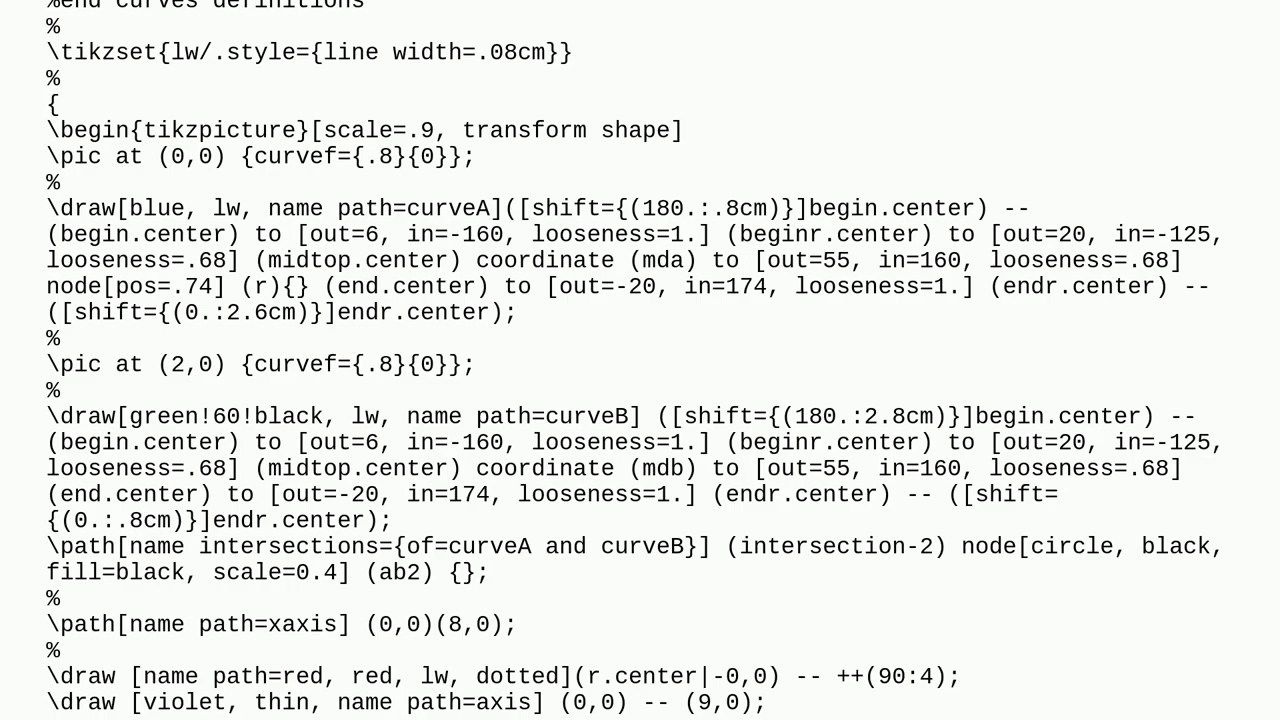 %end curves definitions
%
\tikzset{lw/.style={line width=.08cm}}
%
{
\begin{tikzpicture}[scale=.9, transform shape]
\pic at (0,0) {curvef={.8}{0}};
%
\draw[blue, lw, name path=curveA]([shift={(180.:.8cm)}]begin.center) --
(begin.center) to [out=6, in=-160, looseness=1.] (beginr.center) to [out=20, in=-125,
looseness=.68] (midtop.center) coordinate (mda) to [out=55, in=160, looseness=.68]
node[pos=.74] (r){} (end.center) to [out=-20, in=174, looseness=1.] (endr.center) --
([shift={(0.:2.6cm)}]endr.center);
%
\pic at (2,0) {curvef={.8}{0}};
%
\draw[green!60!black, lw, name path=curveB] ([shift={(180.:2.8cm)}]begin.center) --
(begin.center) to [out=6, in=-160, looseness=1.] (beginr.center) to [out=20, in=-125,
looseness=.68] (midtop.center) coordinate (mdb) to [out=55, in=160, looseness=.68]
(end.center) to [out=-20, in=174, looseness=1.] (endr.center) -- ([shift=
{(0.:.8cm)}]endr.center);
\path[name intersections={of=curveA and curveB}] (intersection-2) node[circle, black,
fill=black, scale=0.4] (ab2) {};
%
\path[name path=xaxis] (0,0)(8,0);
%
\draw [name path=red, red, lw, dotted](r.center|-0,0) -- ++(90:4);
\draw [violet, thin, name path=axis] (0,0) -- (9,0);